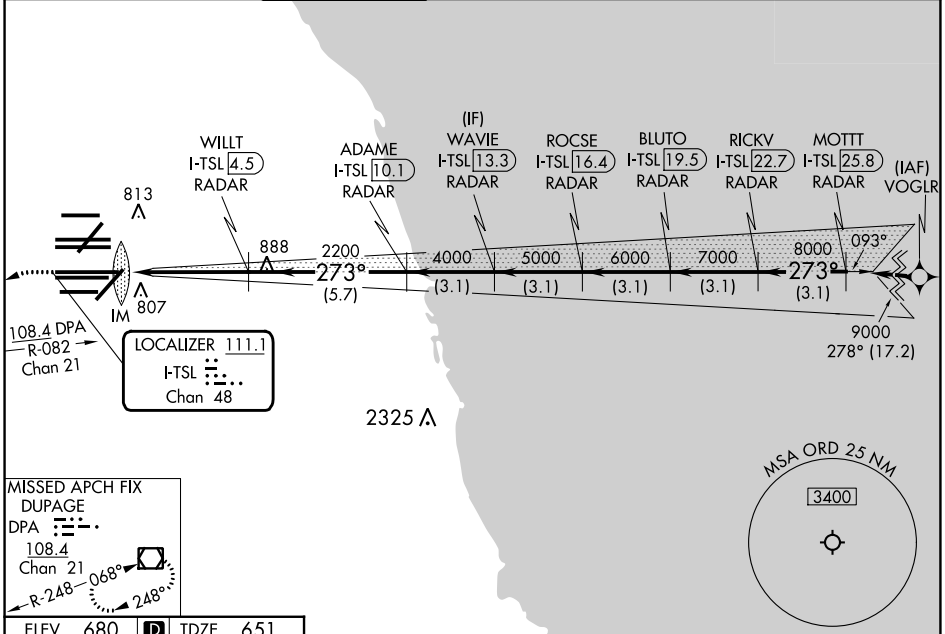 WILLT
I-TSL 4.5
RADAR
ADAME
I-TSL 10.1
RADAR
(IF)
WAVIE
I-TSL 13.3
RADAR
ROCSE
I-TSL 16.4
RADAR
BLUTO
I-TSL 19.5
RADAR
RICKV
I-TSL 22.7
RADAR
MOTTT
I-TSL 25.8
RADAR
(IAF)
VOGLR
813
888
2200
4000
5000
6000
7000
8000
093°
273°
273°
(5.7)
(3.1)
(3.1)
(3.1)
(3.1)
(3.1)
IM
807
9000
278° (17.2)
108.4 DPA
R-082
Chan 21
LOCALIZER 111.1
I-TSL
Chan 48
2325
MSA ORD 25 NM
3400
MISSED APCH FIX
DUPAGE
DPA
108.4
Chan 21
R-248
068°
248°
ELEV 680 D TDZE 651